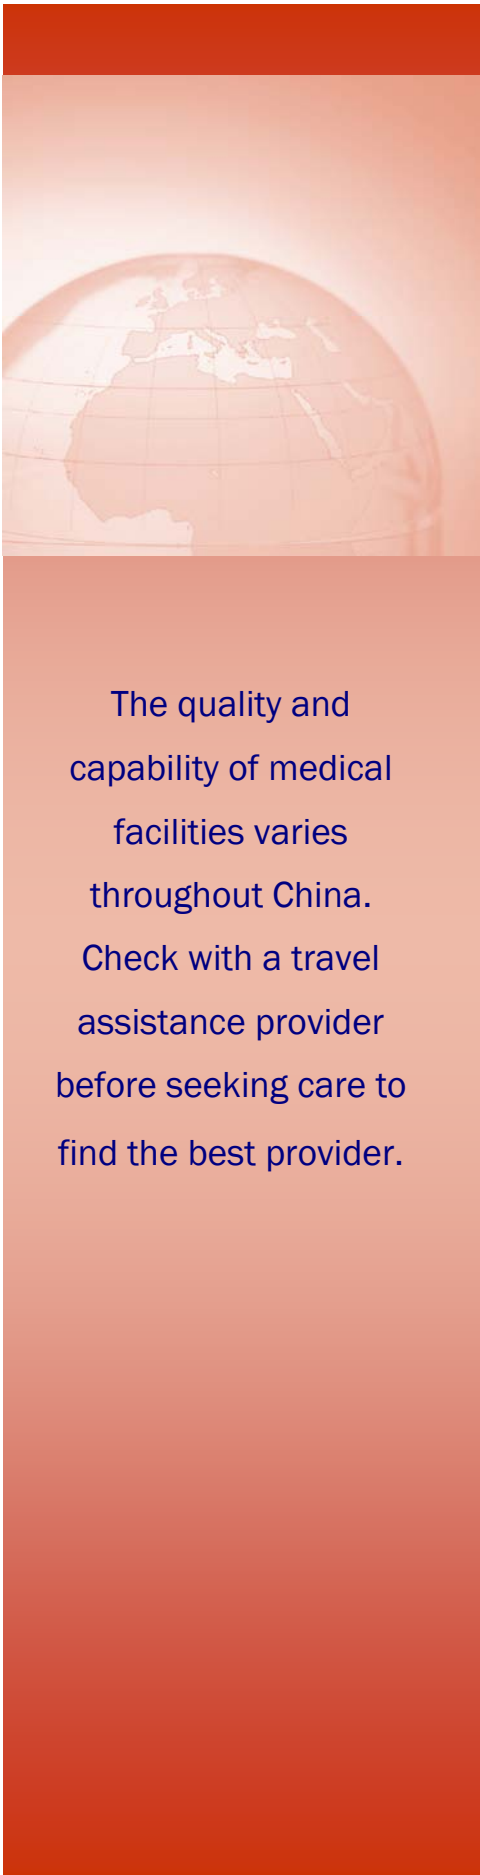 The quality and
capability of medical
facilities varies
throughout China.
Check with a travel
assistance provider
before seeking care to
find the best provider.